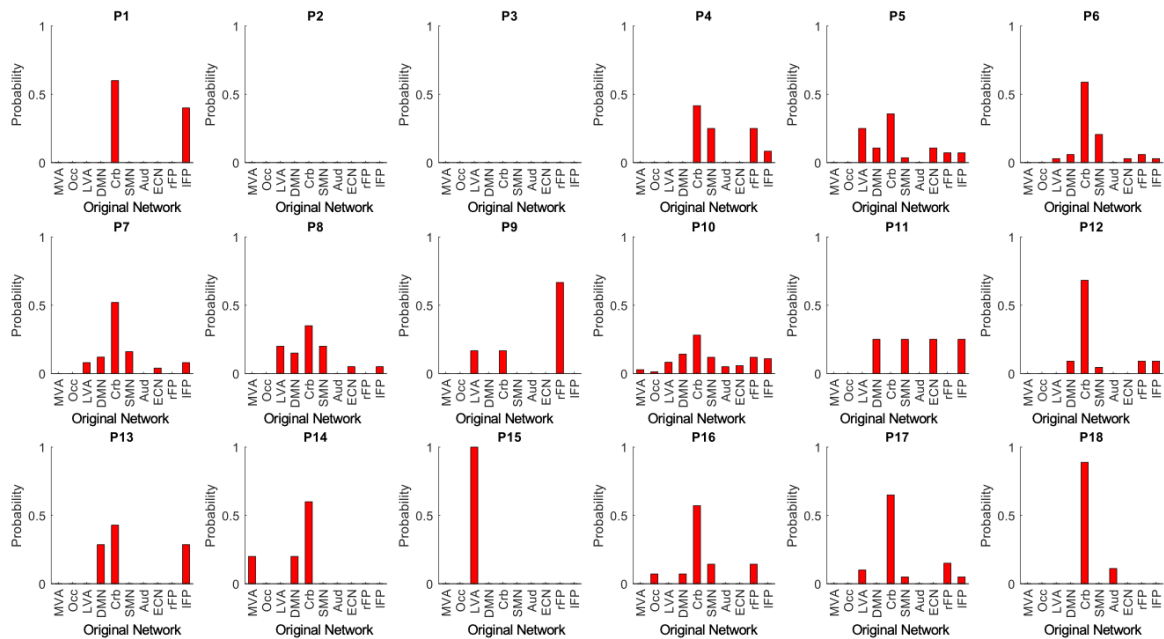 P1 P2 P3 P4 P5 P6
1 1 1 1 1 1
Probability Probability Probability Probability Probability Probability
0.5 0.5 0.5 0.5 0.5 0.5
0 0 0 0 0 0
MVA Occ LVA DMN Crb SMN Aud ECN rFP lFP MVA Occ LVA DMN Crb SMN Aud ECN rFP lFP MVA Occ LVA DMN Crb SMN Aud ECN rFP lFP MVA Occ LVA DMN Crb SMN Aud ECN rFP lFP MVA Occ LVA DMN Crb SMN Aud ECN rFP lFP MVA Occ LVA DMN Crb SMN Aud ECN rFP lFP
Original Network Original Network Original Network Original Network Original Network Original Network
P7 P8 P9 P10 P11 P12
1 1 1 1 1 1
Probability Probability Probability Probability Probability Probability
0.5 0.5 0.5 0.5 0.5 0.5
0 0 0 0 0 0
MVA Occ LVA DMN Crb SMN Aud ECN rFP lFP MVA Occ LVA DMN Crb SMN Aud ECN rFP lFP MVA Occ LVA DMN Crb SMN Aud ECN rFP lFP MVA Occ LVA DMN Crb SMN Aud ECN rFP lFP MVA Occ LVA DMN Crb SMN Aud ECN rFP lFP MVA Occ LVA DMN Crb SMN Aud ECN rFP lFP
Original Network Original Network Original Network Original Network Original Network Original Network
P13 P14 P15 P16 P17 P18
1 1 1 1 1 1
Probability Probability Probability Probability Probability Probability
0.5 0.5 0.5 0.5 0.5 0.5
0 0 0 0 0 0
MVA Occ LVA DMN Crb SMN Aud ECN rFP lFP MVA Occ LVA DMN Crb SMN Aud ECN rFP lFP MVA Occ LVA DMN Crb SMN Aud ECN rFP lFP MVA Occ LVA DMN Crb SMN Aud ECN rFP lFP MVA Occ LVA DMN Crb SMN Aud ECN rFP lFP MVA Occ LVA DMN Crb SMN Aud ECN rFP lFP
Original Network Original Network Original Network Original Network Original Network Original Network